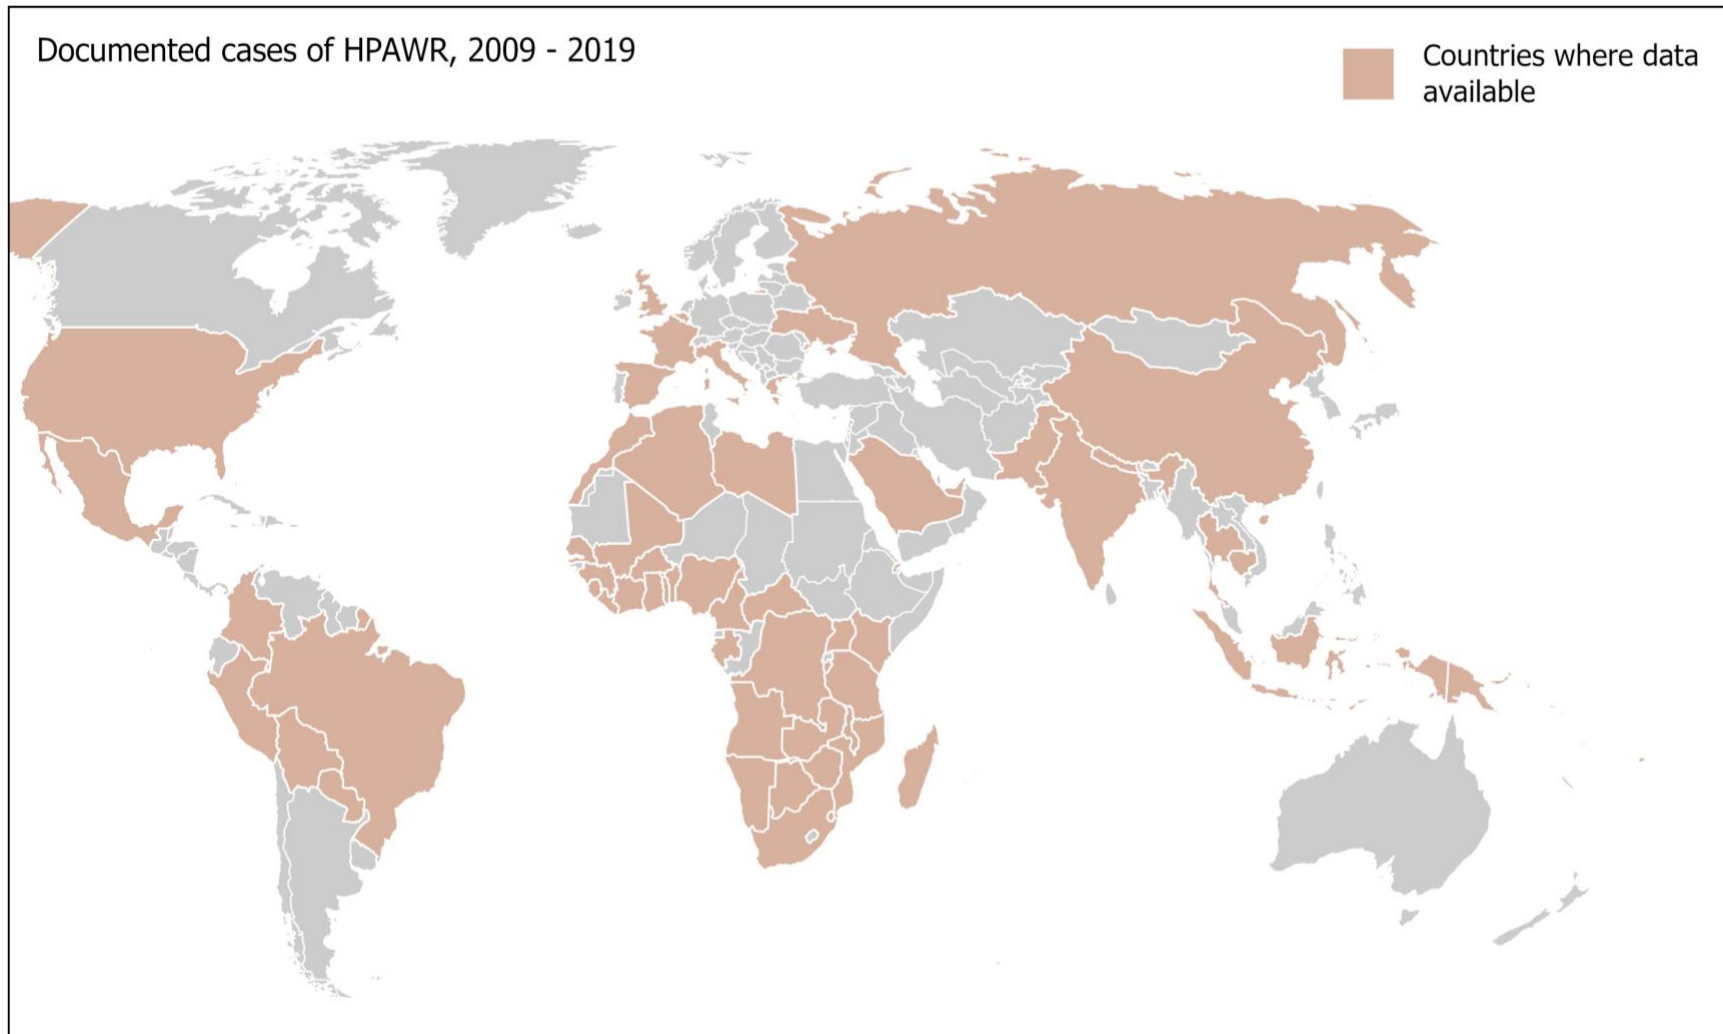 Documented cases of HPAWR, 2009 - 2019
Countries where data
available